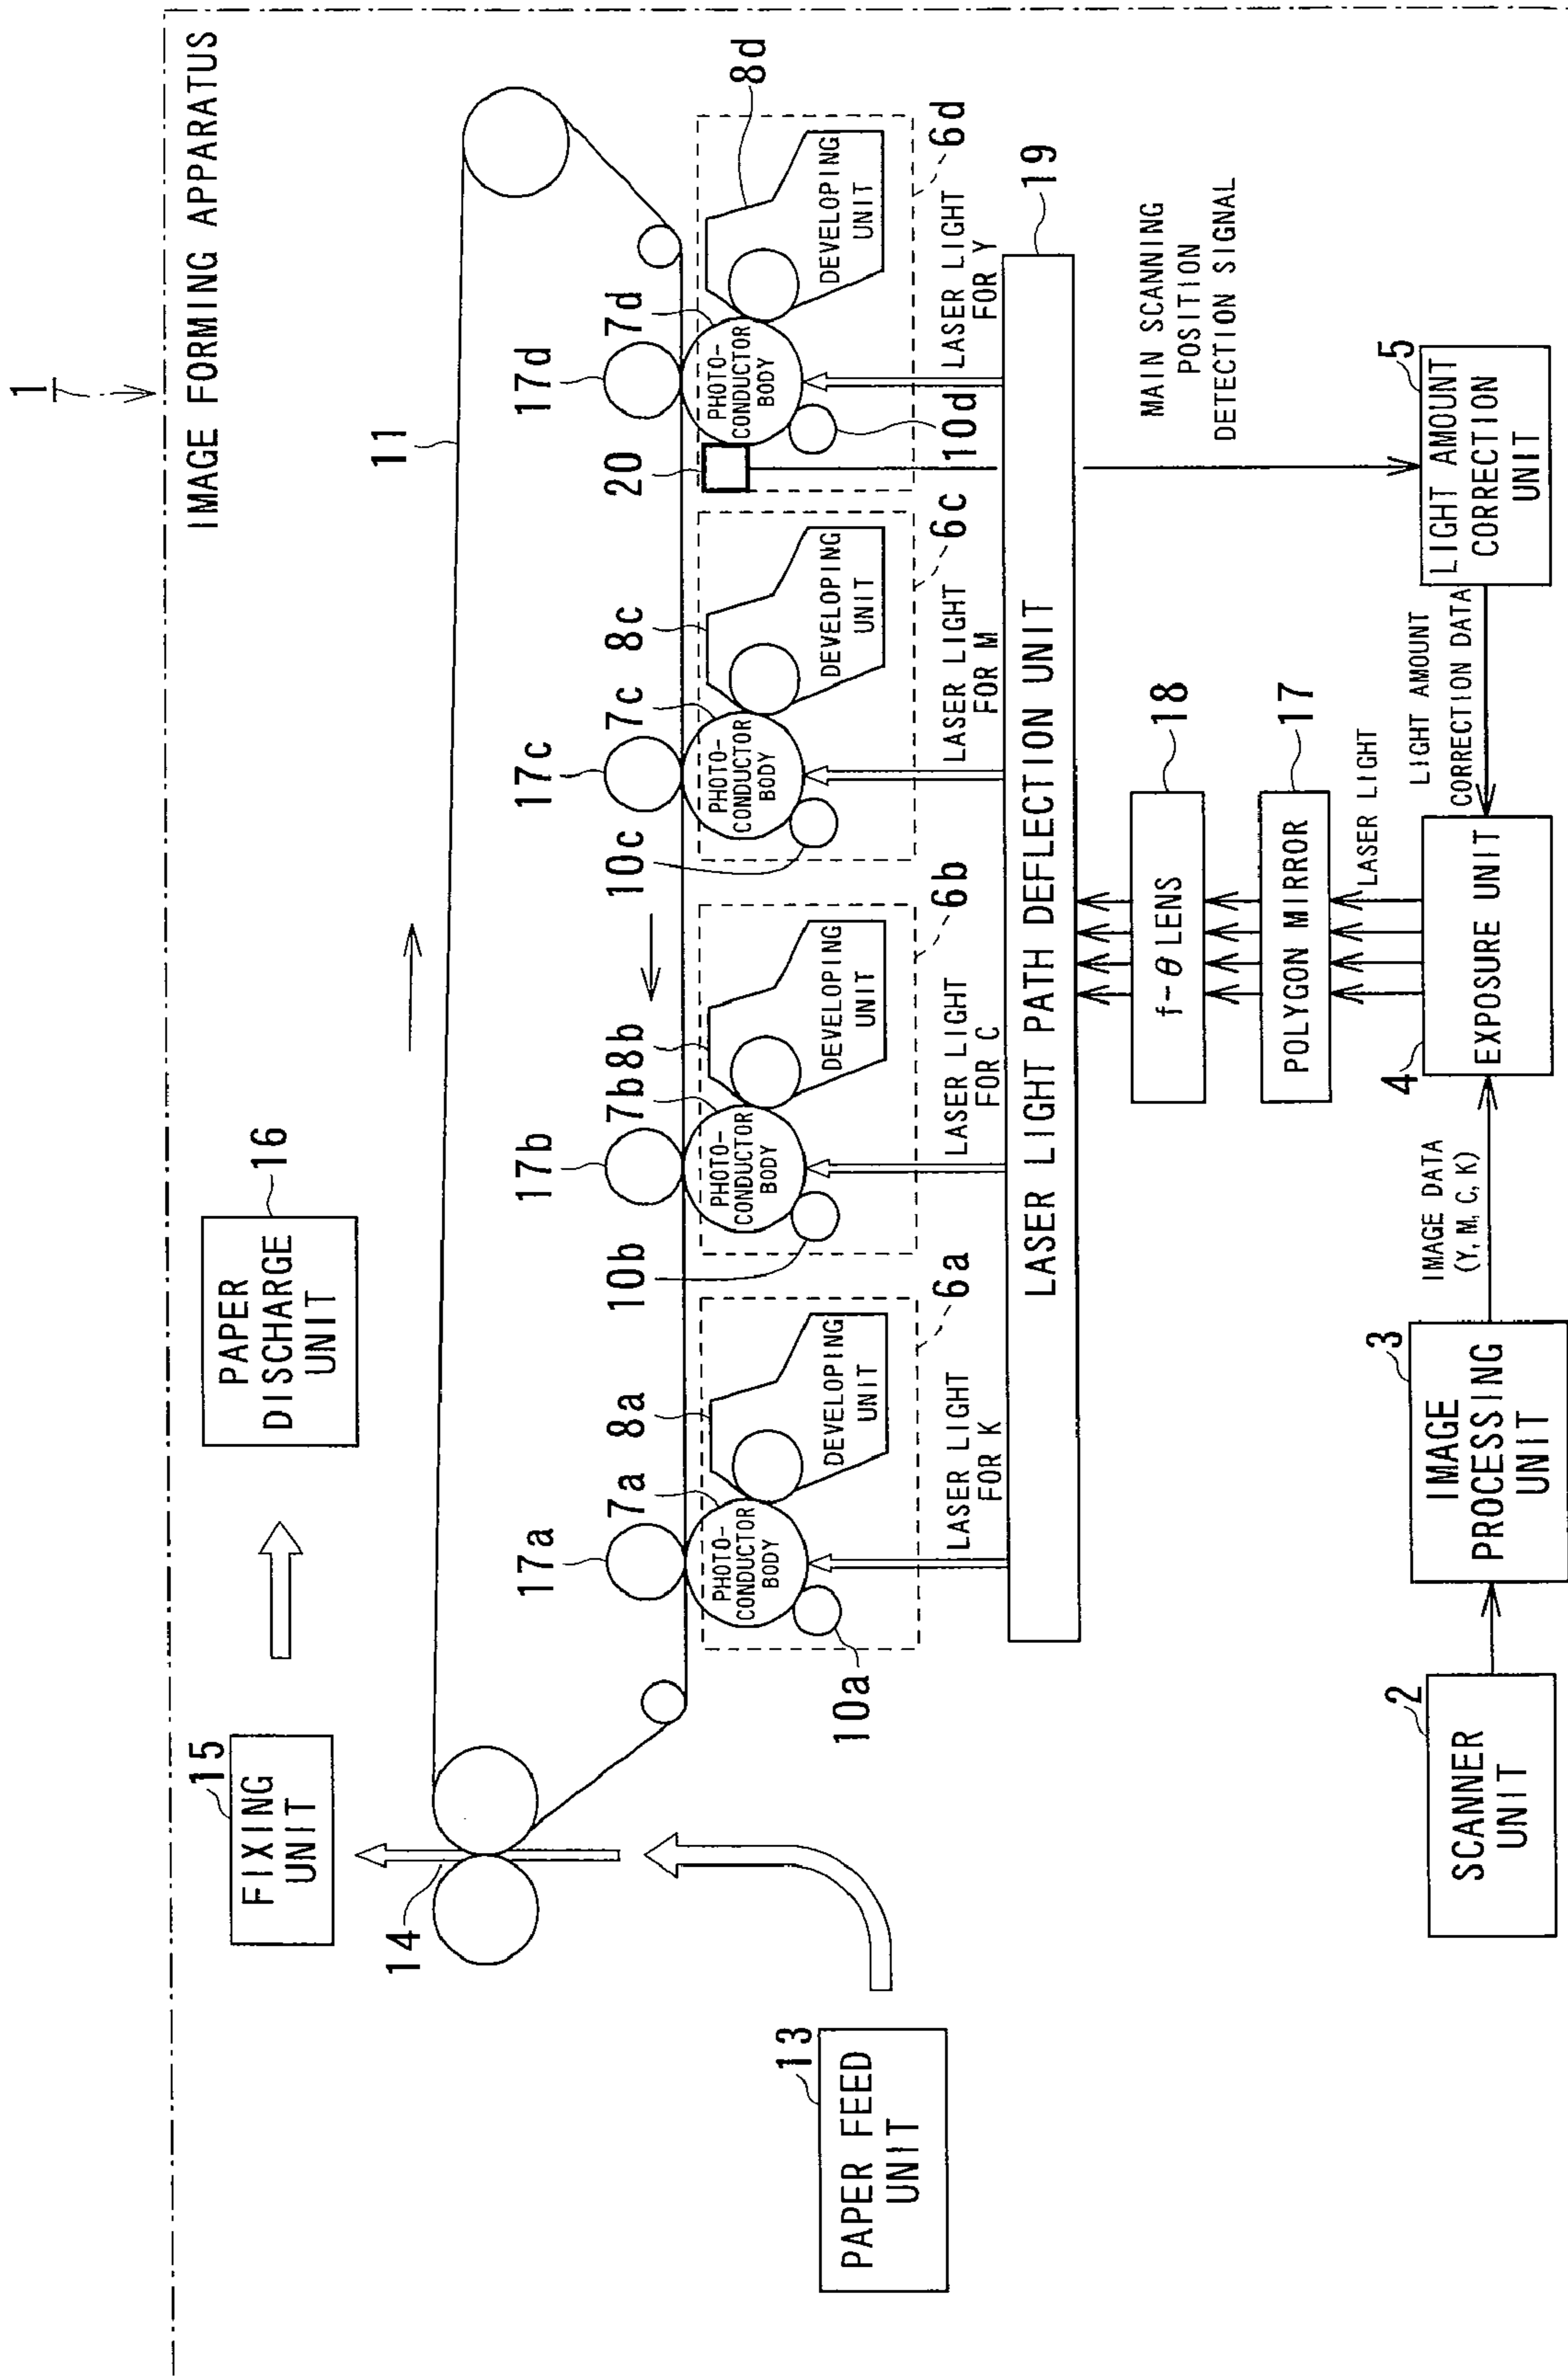 1
IMAGE FORMING APPARATUS
PAPER
DISCHARGE
UNIT
16
FIXING
UNIT
15
14
11
17a
7a
8a
17b
7b
8b
17c
7c
8c
17d
7d
8d
20
10a
10b
10c
10d
PHOTO-
CONDUCTOR
BODY
DEVELOPING
UNIT
6a
PHOTO-
CONDUCTOR
BODY
DEVELOPING
UNIT
6b
PHOTO-
CONDUCTOR
BODY
DEVELOPING
UNIT
6c
PHOTO-
CONDUCTOR
BODY
DEVELOPING
UNIT
6d
PAPER FEED
UNIT
13
LASER LIGHT
FOR K
LASER LIGHT
FOR C
LASER LIGHT
FOR M
LASER LIGHT
FOR Y
LASER LIGHT PATH DEFLECTION UNIT
19
f-θ LENS
18
POLYGON MIRROR
17
LASER LIGHT
MAIN SCANNING
POSITION
DETECTION SIGNAL
SCANNER
UNIT
2
IMAGE
PROCESSING
UNIT
3
IMAGE DATA
(Y, M, C, K)
EXPOSURE UNIT
4
LIGHT AMOUNT
CORRECTION DATA
LIGHT AMOUNT
CORRECTION
UNIT
5